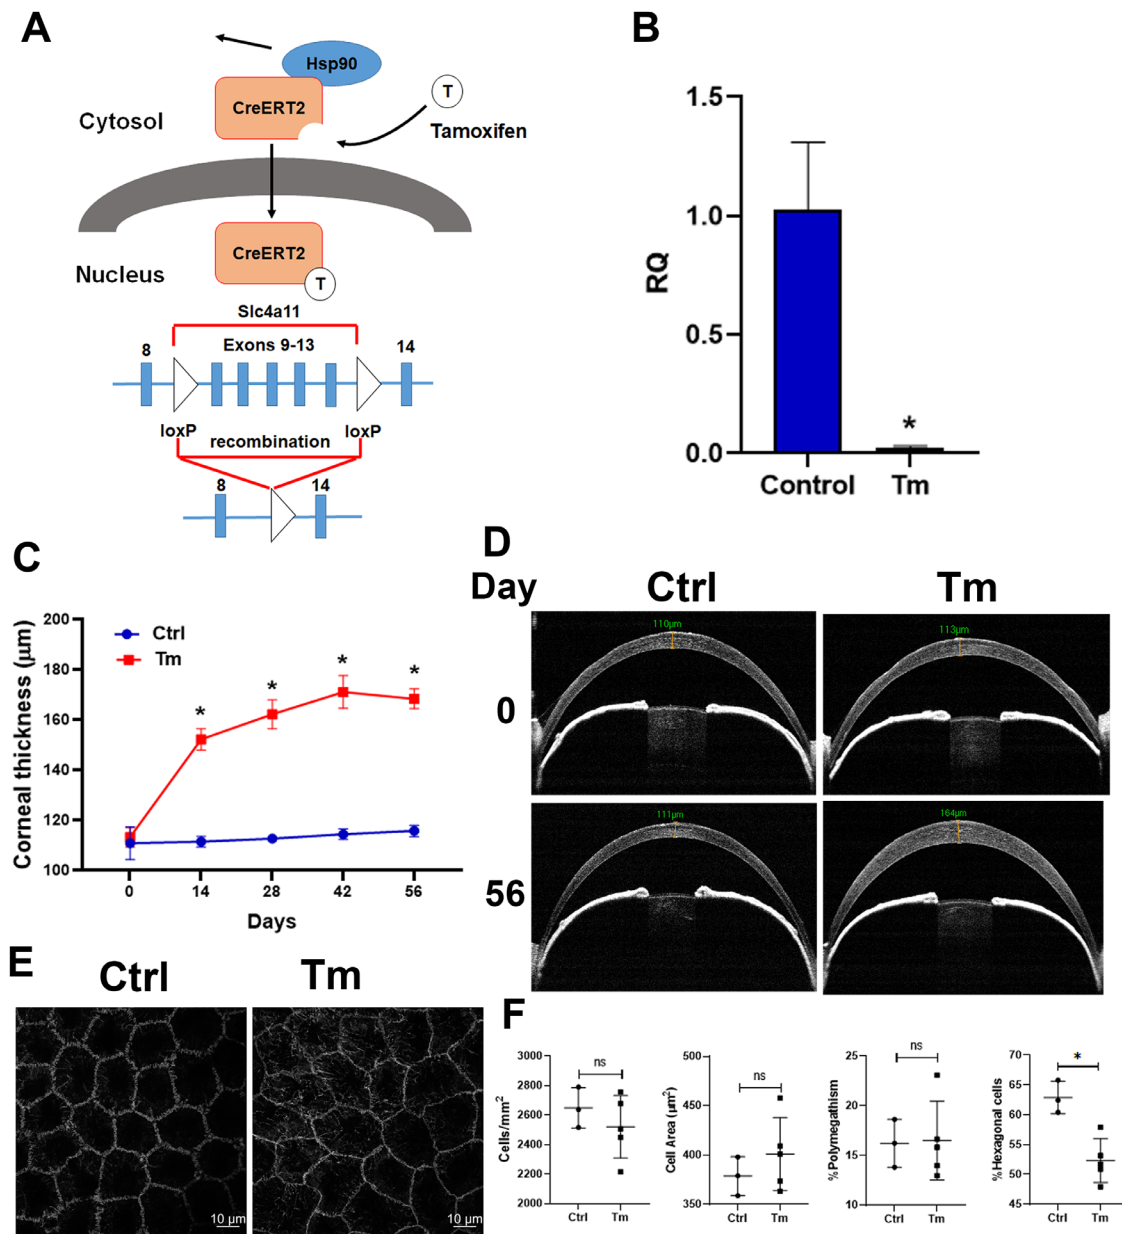 A
Hsp90
CreERT2
T
Cytosol
Tamoxifen
CreERT2
Nucleus
T
Slc4a11
8
Exons 9-13
14
loxP
recombination
loxP
8
14
B
RQ
1.5
1.0
0.5
0.0
*
Control
Tm
C
Corneal thickness (µm)
200
180
160
140
120
100
Ctrl
Tm
*
*
*
*
0
14
28
42
56
Days
D
Day
Ctrl
Tm
0
110µm
113µm
56
111µm
164µm
E
Ctrl
Tm
10 µm
10 µm
F
Cells/mm²
3000
2800
2600
2400
2200
2000
ns
Ctrl
Tm
Cell Area (µm²)
500
450
400
350
ns
Ctrl
Tm
%Polymegathism
25
20
15
10
ns
Ctrl
Tm
%Hexagonal cells
70
65
60
55
50
45
*
Ctrl
Tm